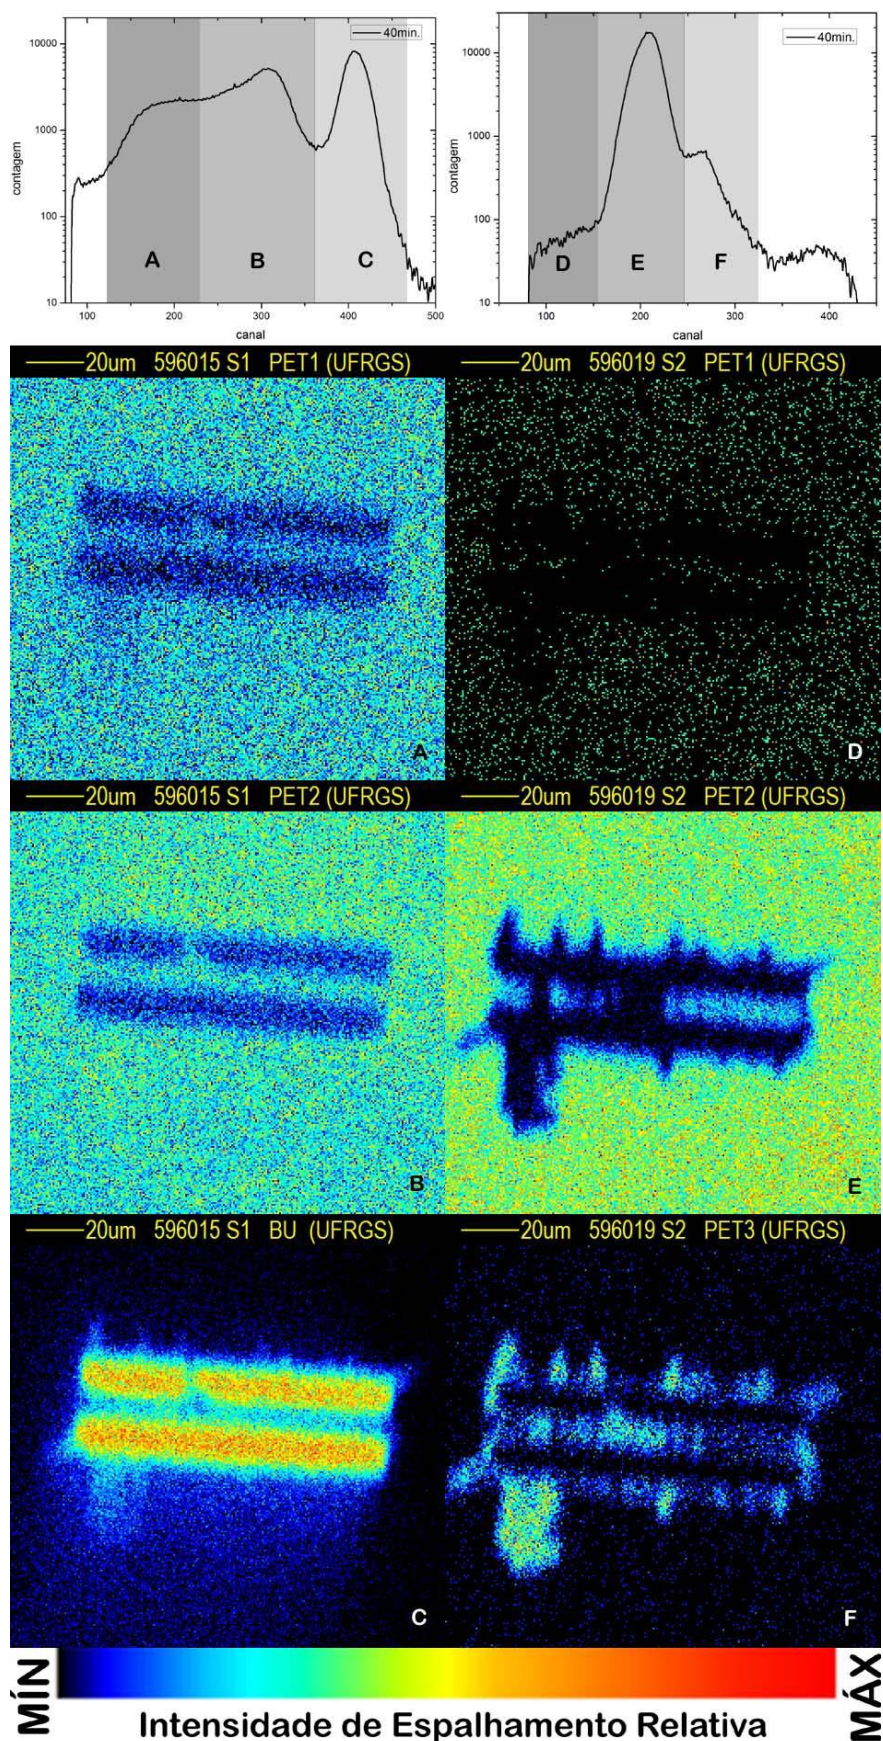 10000
1000
100
10
contagem
40min.
A
B
C
100
200
300
400
500
canal
10000
1000
100
10
contagem
40min.
D
E
F
100
200
300
400
canal
20um 596015 S1 PET1 (UFRGS)
20um 596019 S2 PET1 (UFRGS)
A
D
20um 596015 S1 PET2 (UFRGS)
20um 596019 S2 PET2 (UFRGS)
B
E
20um 596015 S1 BU (UFRGS)
20um 596019 S2 PET3 (UFRGS)
C
F
MÍN
MÁX
Intensidade de Espalhamento Relativa